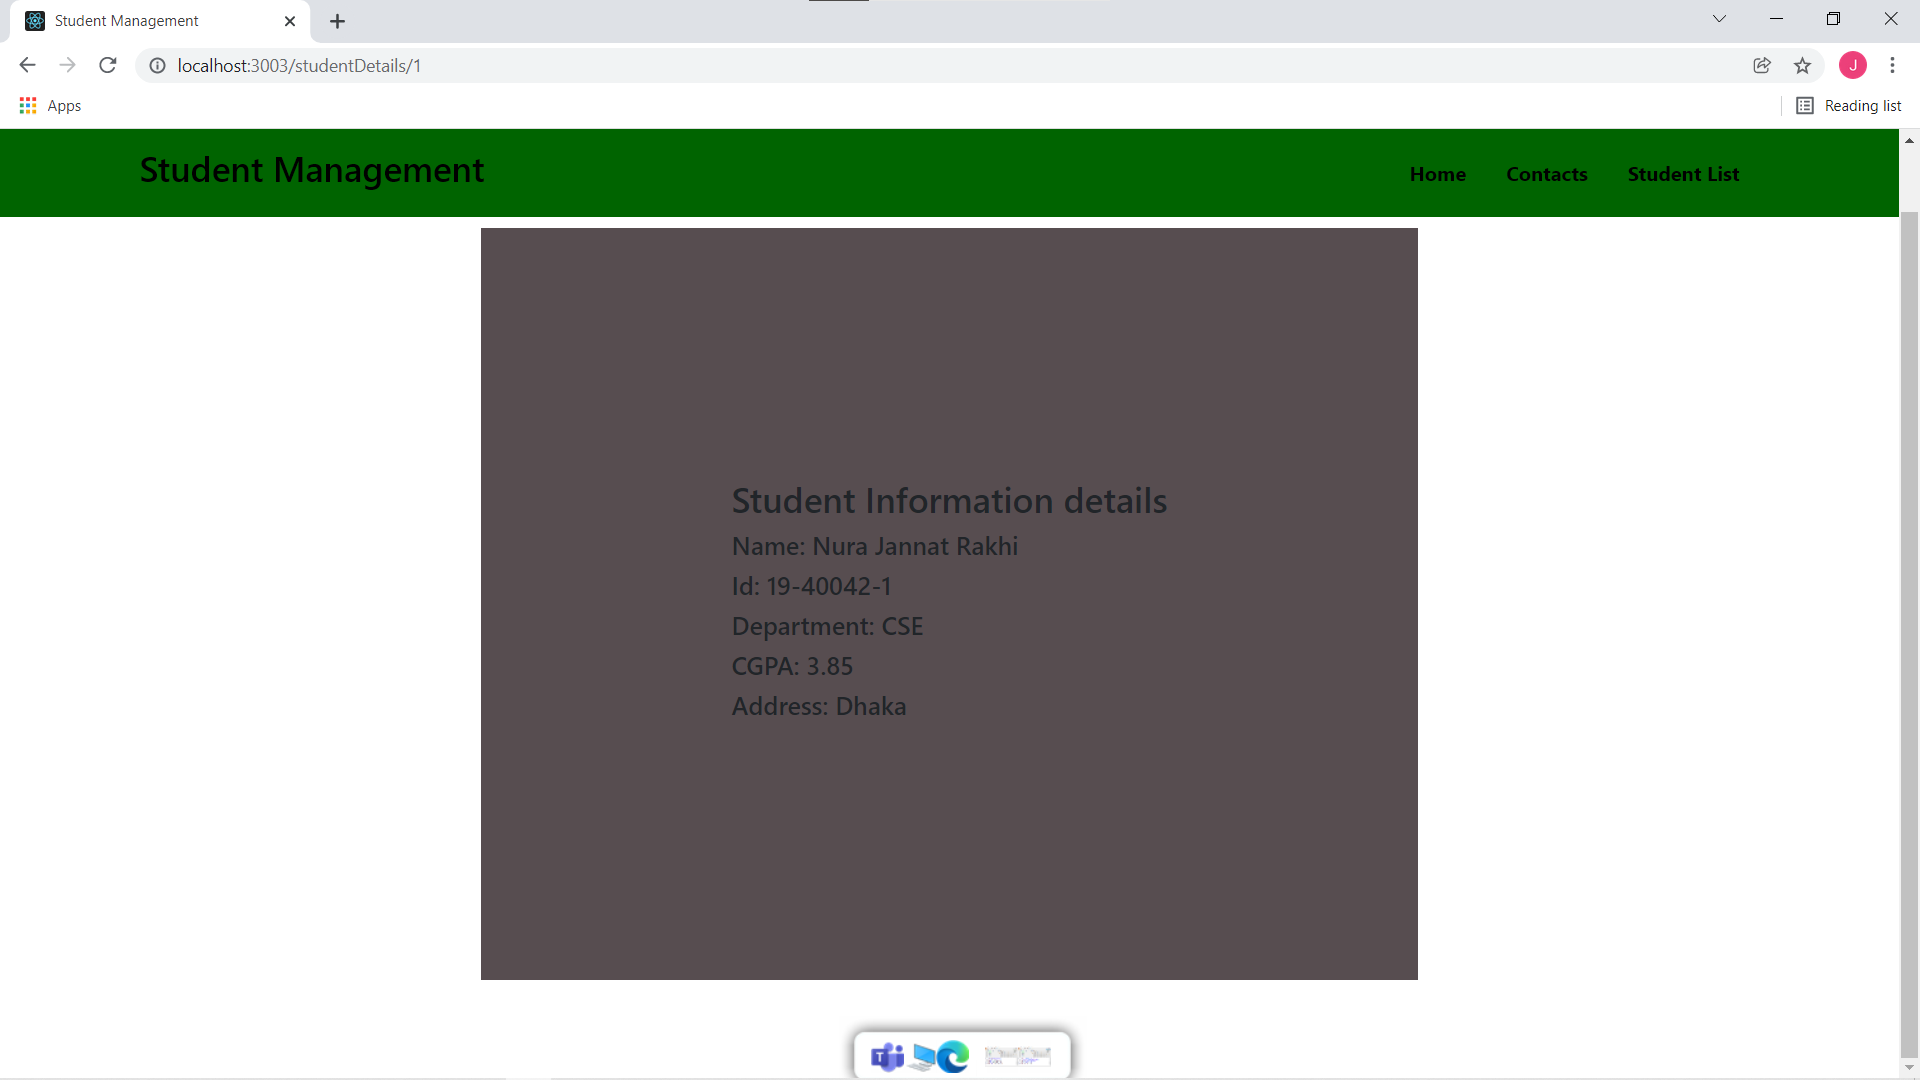 Student Management
localhost:3003/studentDetails/1
J
Apps
Reading list
Student Management
Home Contacts Student List
Student Information details
Name: Nura Jannat Rakhi
Id: 19-40042-1
Department: CSE
CGPA: 3.85
Address: Dhaka
T